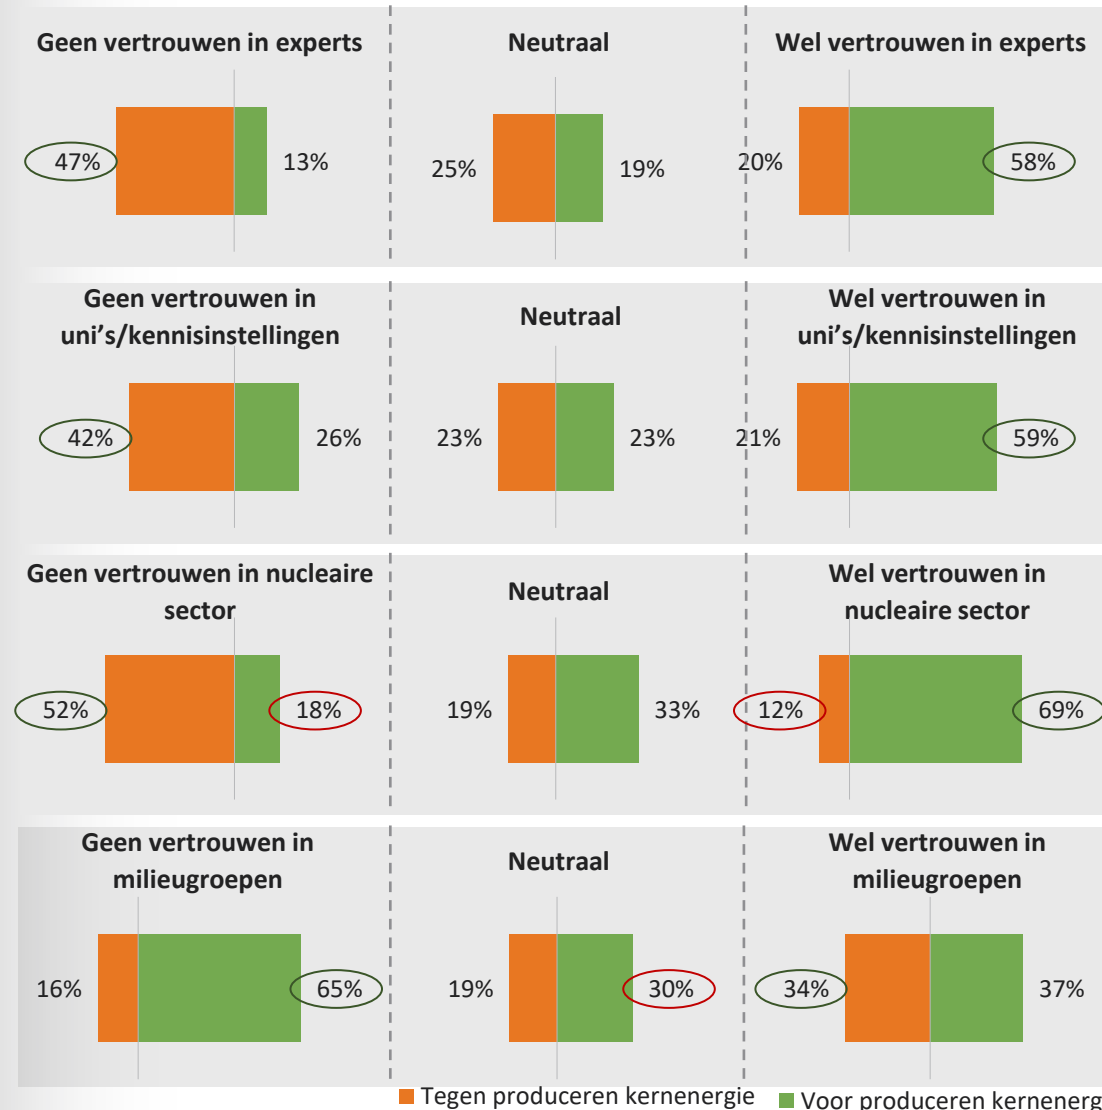 Geen vertrouwen in experts
Neutraal
Wel vertrouwen in experts
47%
13%
25%
19%
20%
58%
Geen vertrouwen in
uni's/kennisinstellingen
Neutraal
Wel vertrouwen in
uni's/kennisinstellingen
42%
26%
23%
23%
21%
59%
Geen vertrouwen in nucleaire
sector
Neutraal
Wel vertrouwen in
nucleaire sector
52%
18%
19%
33%
12%
69%
Geen vertrouwen in
milieugroepen
Neutraal
Wel vertrouwen in
milieugroepen
16%
65%
19%
30%
34%
37%
Tegen produceren kernenergie
Voor produceren kernenerg